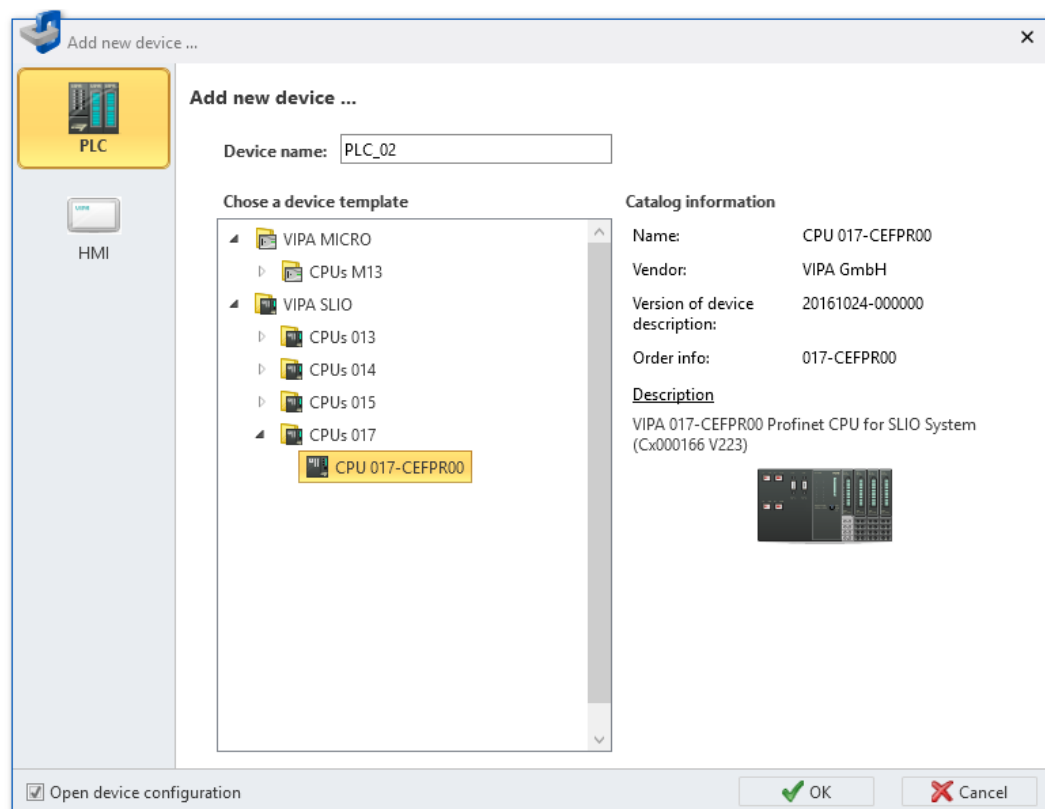 Add new device ...
PLC
HMI
Add new device ...
Device name: PLC_02
Chose a device template
VIPA MICRO
CPUs M13
VIPA SLIO
CPUs 013
CPUs 014
CPUs 015
CPUs 017
CPU 017-CEFPR00
Catalog information
Name: CPU 017-CEFPR00
Vendor: VIPA GmbH
Version of device 20161024-000000
description:
Order info: 017-CEFPR00
Description
VIPA 017-CEFPR00 Profinet CPU for SLIO System
(Cx000166 V223)
Open device configuration
OK
Cancel